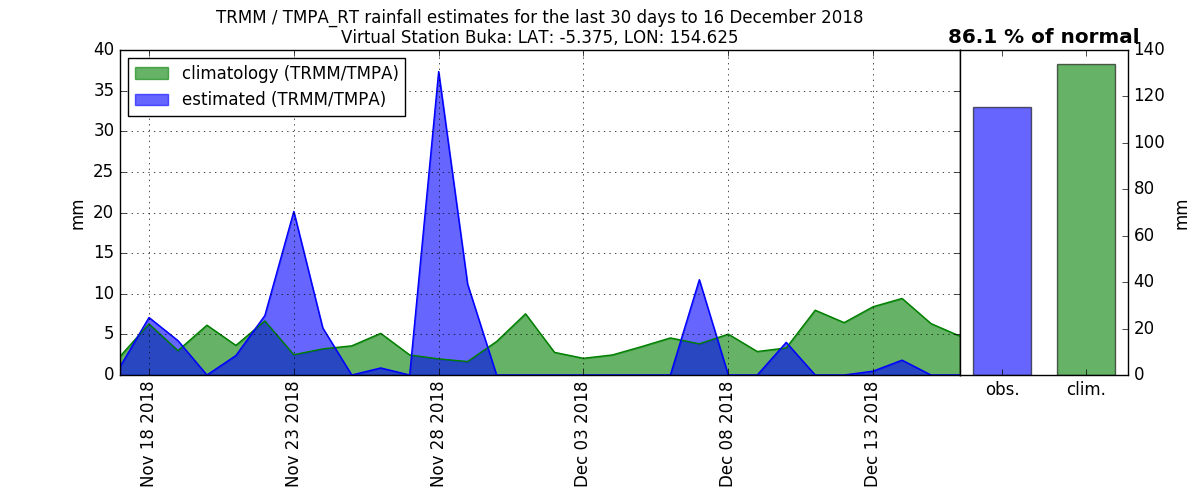 TRMM / TMPA_RT rainfall estimates for the last 30 days to 16 December 2018
Virtual Station Buka: LAT: -5.375, LON: 154.625
86.1 % of normal
climatology (TRMM/TMPA)
estimated (TRMM/TMPA)
mm
40
35
30
25
20
15
10
5
0
Nov 18 2018
Nov 23 2018
Nov 28 2018
Dec 03 2018
Dec 08 2018
Dec 13 2018
140
120
100
80
60
40
20
0
mm
obs.
clim.